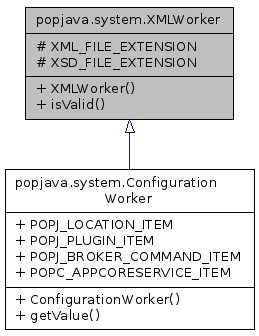 popjava.system.XMLWorker
# XML_FILE_EXTENSION
# XSD_FILE_EXTENSION
+ XMLWorker()
+ isValid()
popjava.system.Configuration
Worker
+ POPJ_LOCATION_ITEM
+ POPJ_PLUGIN_ITEM
+ POPJ_BROKER_COMMAND_ITEM
+ POPC_APPCORESERVICE_ITEM
+ ConfigurationWorker()
+ getValue()